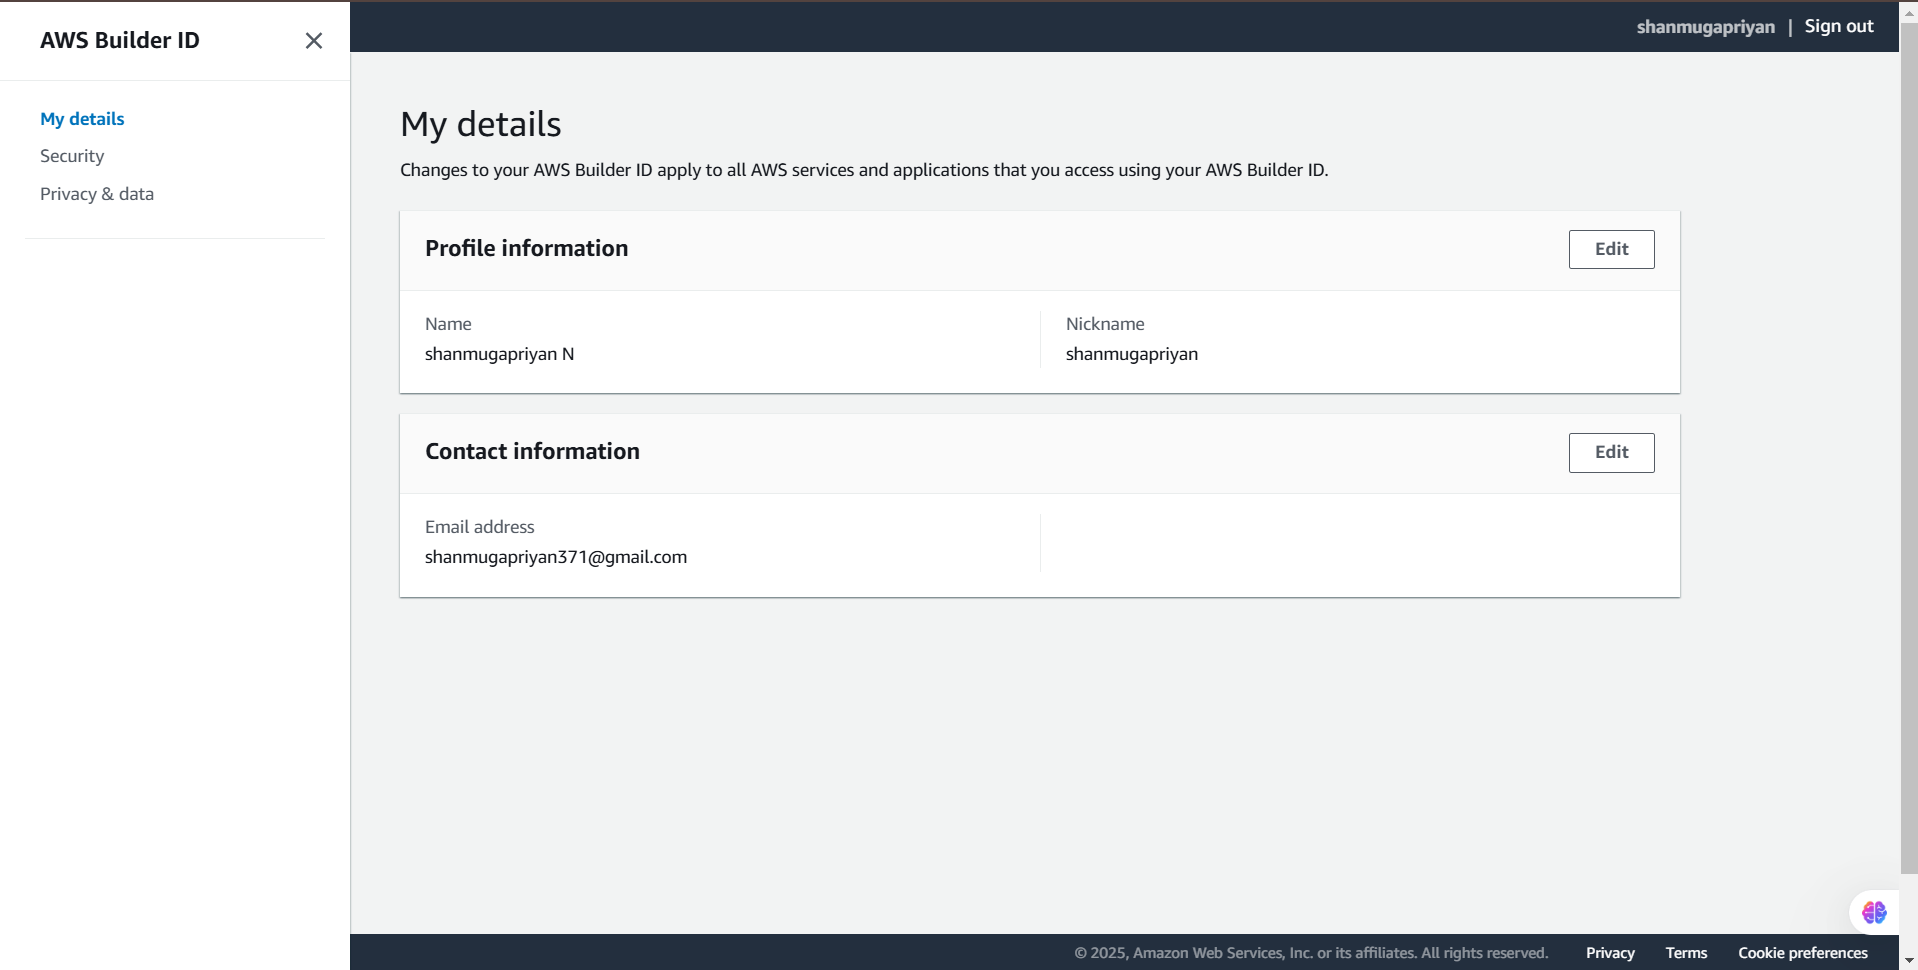 AWS Builder ID
shanmugapriyan | Sign out
My details
Security
Privacy & data
My details
Changes to your AWS Builder ID apply to all AWS services and applications that you access using your AWS Builder ID.
Profile information
Edit
Name
shanmugapriyan N
Nickname
shanmugapriyan
Contact information
Edit
Email address
shanmugapriyan371@gmail.com
© 2025, Amazon Web Services, Inc. or its affiliates. All rights reserved. Privacy Terms Cookie preferences